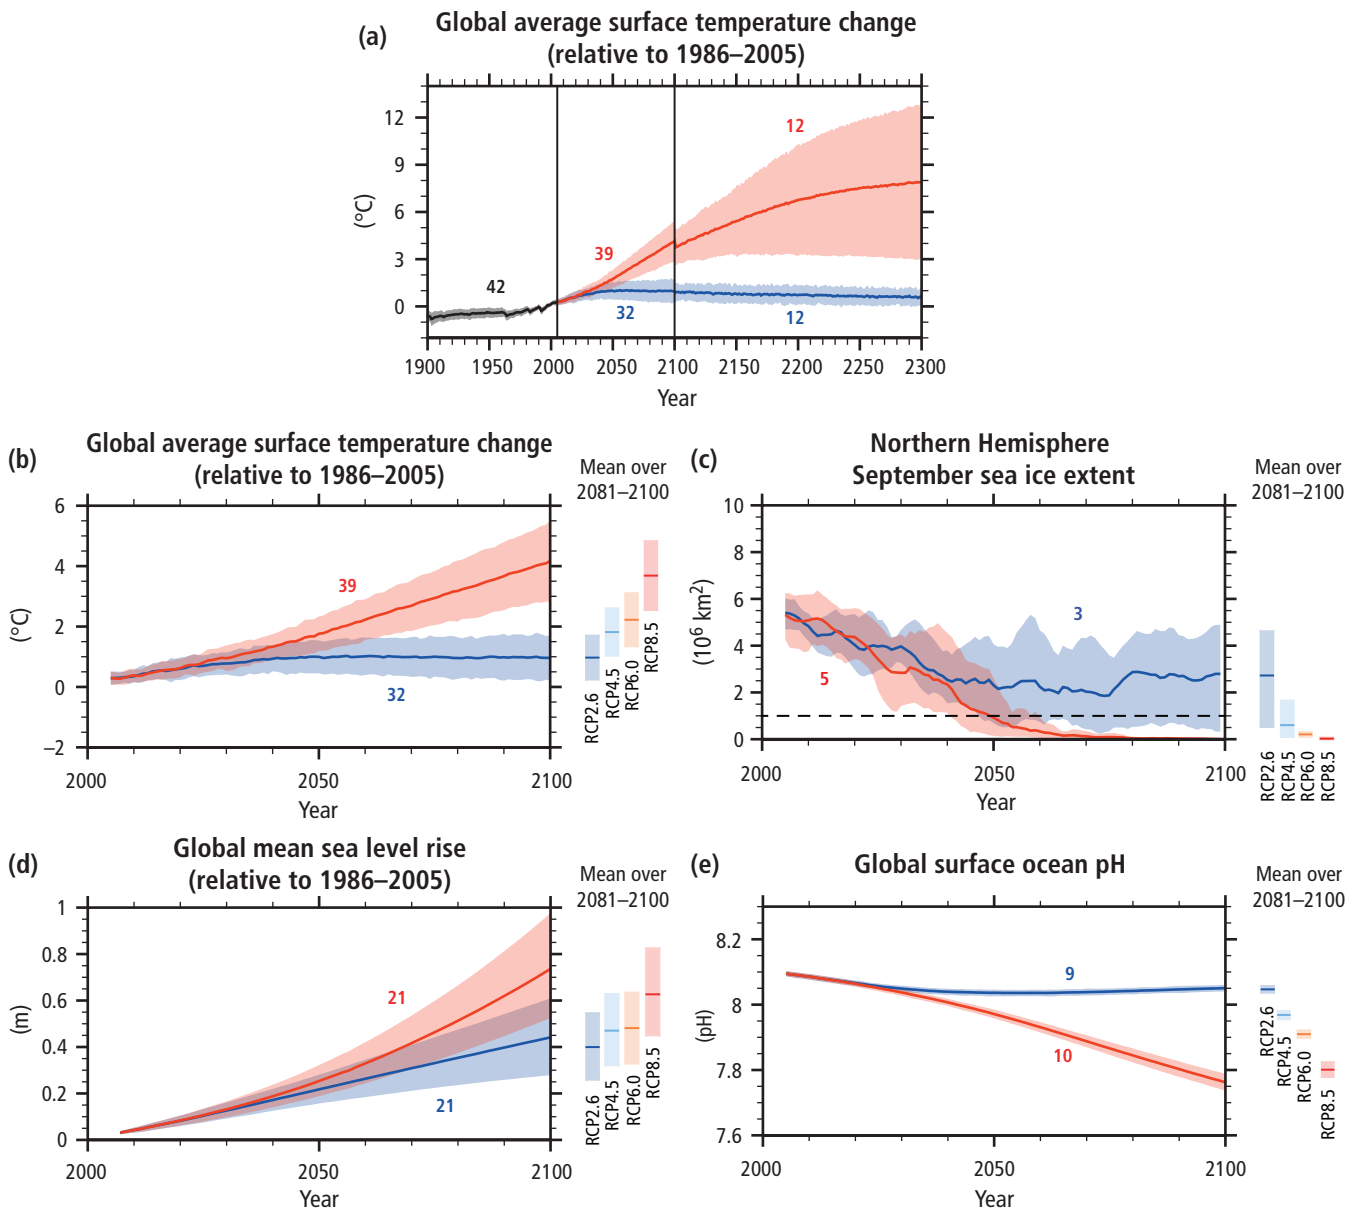 (a)
Global average surface temperature change
(relative to 1986–2005)
(°C)
12
9
6
3
0
42
39
32
12
12
1900 1950 2000 2050 2100 2150 2200 2250 2300
Year
(b)
Global average surface temperature change
(relative to 1986–2005)
Mean over
2081–2100
(°C)
6
4
2
0
–2
39
32
RCP2.6
RCP4.5
RCP6.0
RCP8.5
2000 2050 2100
Year
(c)
Northern Hemisphere
September sea ice extent
Mean over
2081–2100
(10⁶ km²)
10
8
6
4
2
0
3
5
RCP2.6
RCP4.5
RCP6.0
RCP8.5
2000 2050 2100
Year
(d)
Global mean sea level rise
(relative to 1986–2005)
Mean over
2081–2100
(m)
1
0.8
0.6
0.4
0.2
0
21
21
RCP2.6
RCP4.5
RCP6.0
RCP8.5
2000 2050 2100
Year
(e)
Global surface ocean pH
Mean over
2081–2100
(pH)
8.2
8
7.8
7.6
9
10
RCP2.6
RCP4.5
RCP6.0
RCP8.5
2000 2050 2100
Year